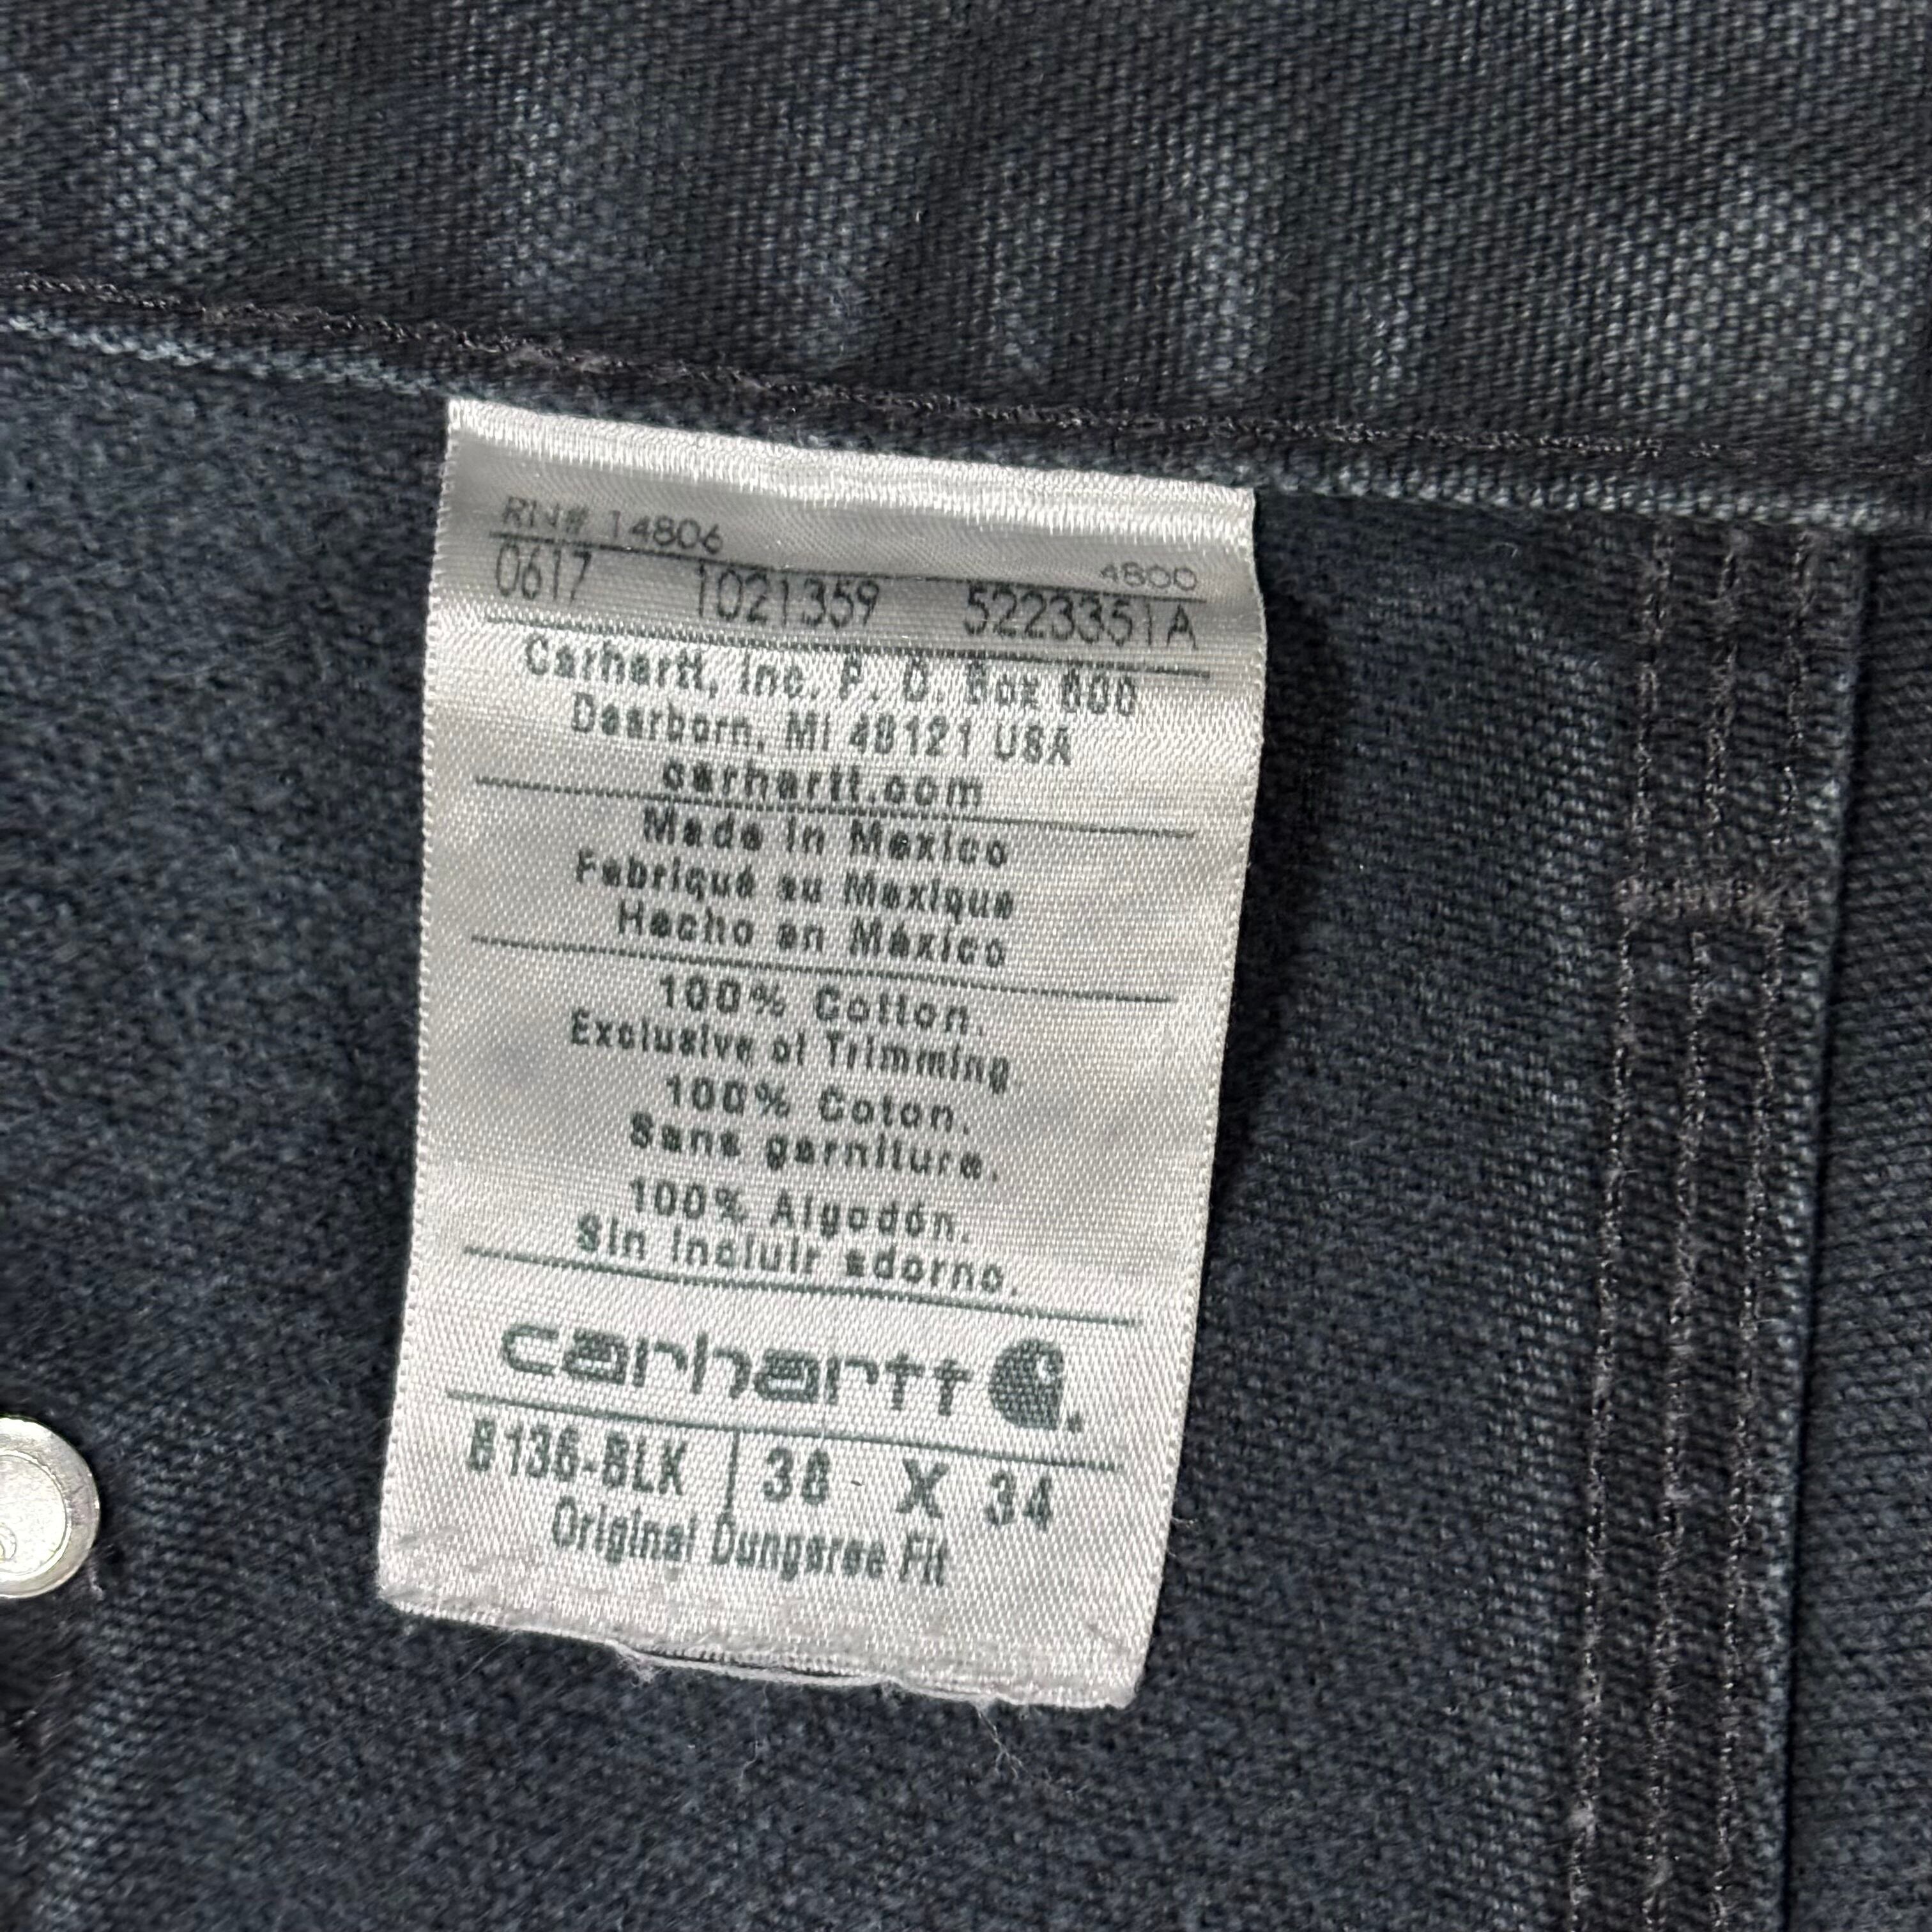 RN# 14806
4800
0617 1021359 5223351A
Carhartt, Inc. P. O. Box 600
Dearborn, MI 48121 USA
carhartt.com
Made in Mexico
Fabriqué au Mexique
Hecho en México
100% Cotton.
Exclusive of Trimming.
100% Coton.
Sans garniture.
100% Algodón.
Sin incluir adorno.
carhartt
B136-BLK 38 X 34
Original Dungaree Fit